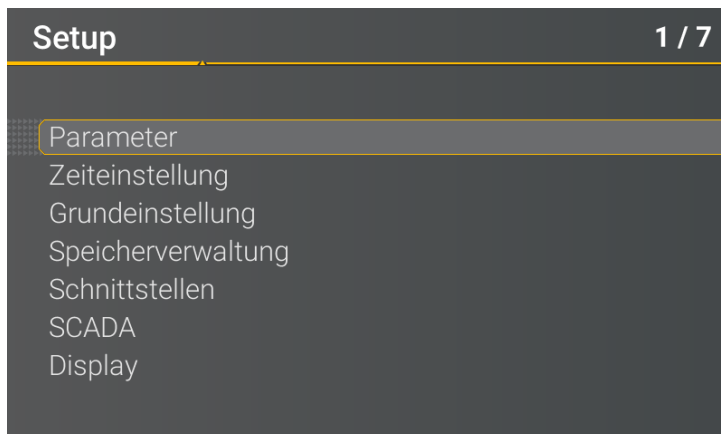 Setup 1 / 7
Parameter
Zeiteinstellung
Grundeinstellung
Speicherverwaltung
Schnittstellen
SCADA
Display